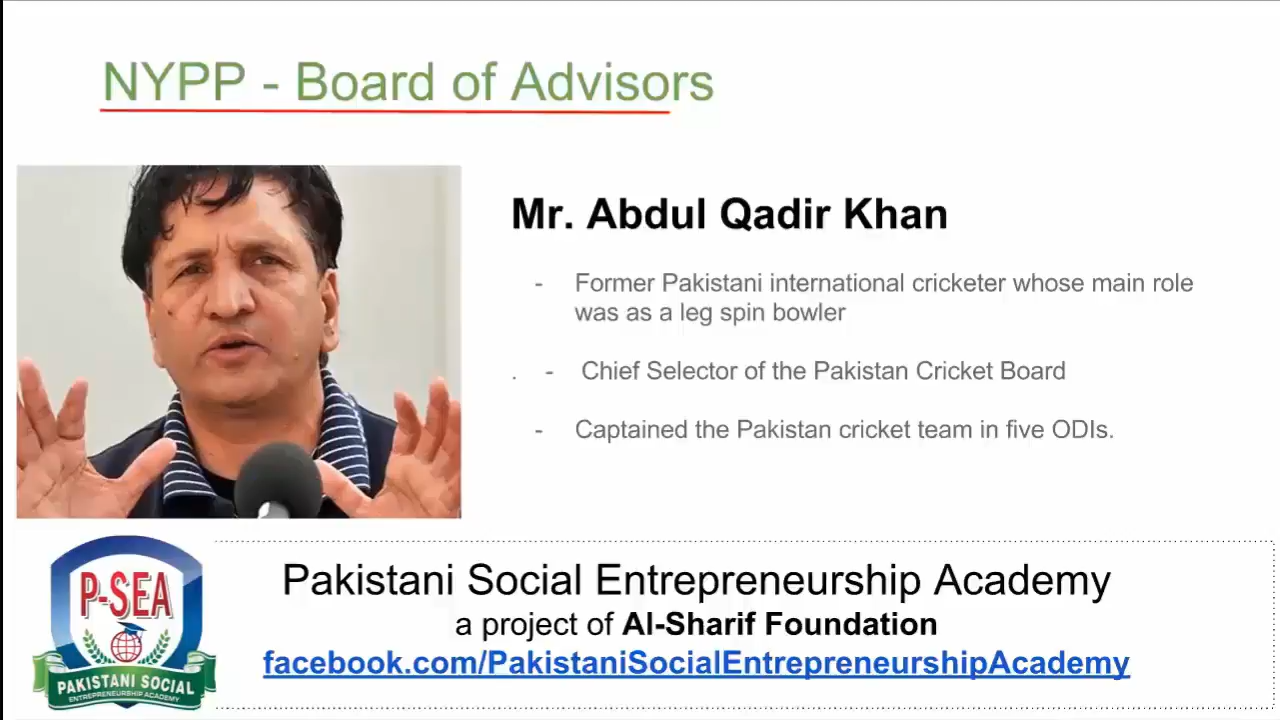 NYPP - Board of Advisors
Mr. Abdul Qadir Khan
- Former Pakistani international cricketer whose main role
was as a leg spin bowler
. - Chief Selector of the Pakistan Cricket Board
- Captained the Pakistan cricket team in five ODIs.
P-SEA
PAKISTANI SOCIAL
ENTREPRENEURSHIP ACADEMY
Pakistani Social Entrepreneurship Academy
a project of Al-Sharif Foundation
facebook.com/PakistaniSocialEntrepreneurshipAcademy